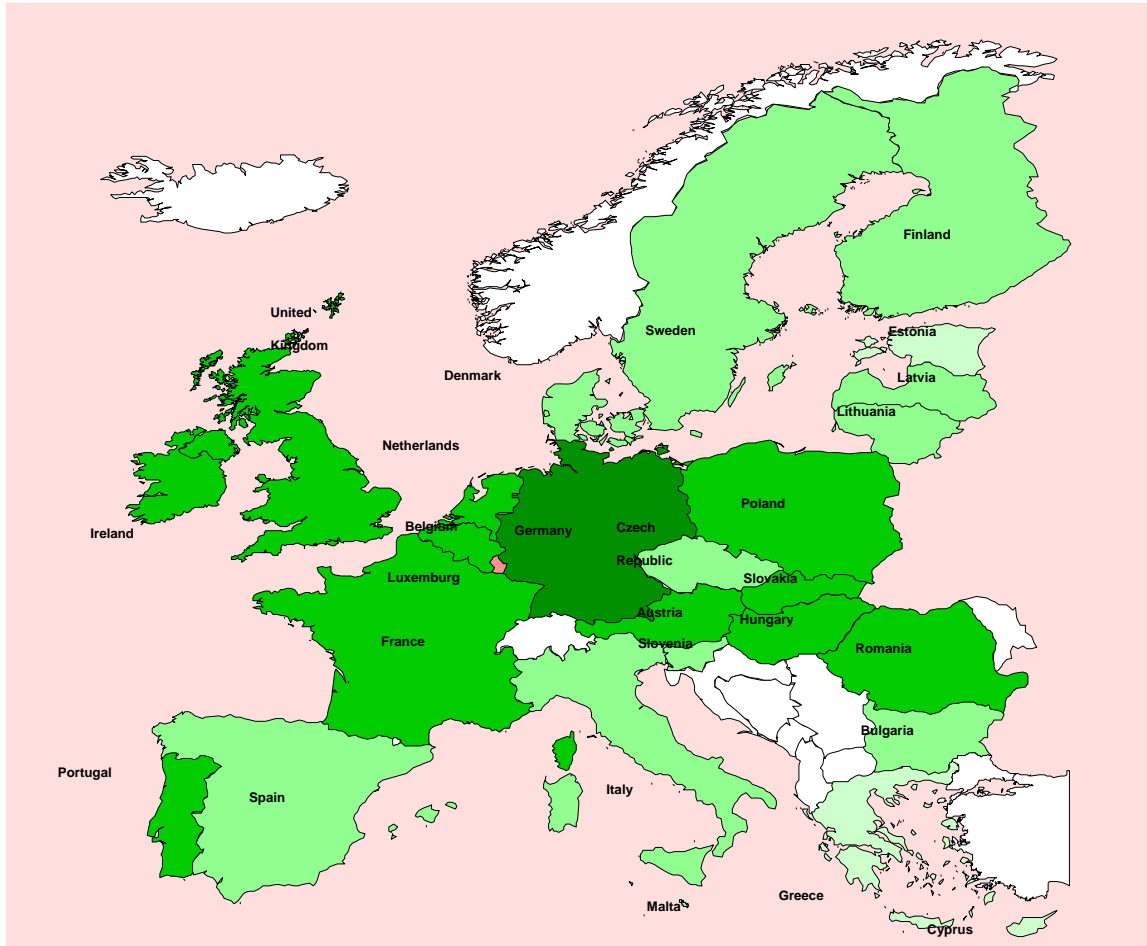 Finland
United
Sweden
Estonia
Kingdom
Denmark
Latvia
Lithuania
Netherlands
Poland
Belgium
Germany
Czech
Ireland
Republic
Luxemburg
Slovakia
Austria
Hungary
France
Slovenia
Romania
Bulgaria
Portugal
Italy
Spain
Greece
Malta
Cyprus